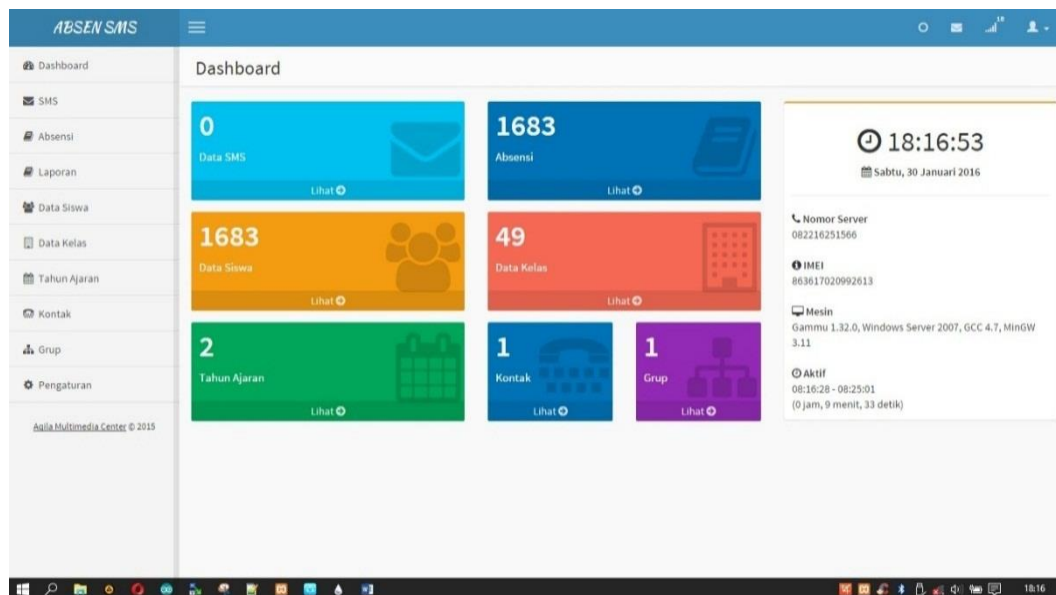 ABSEN SMS
18
Dashboard
SMS
Absensi
Laporan
Data Siswa
Data Kelas
Tahun Ajaran
Kontak
Grup
Pengaturan
Aqila Multimedia Center © 2015
Dashboard
0
Data SMS
Lihat
1683
Absensi
Lihat
1683
Data Siswa
Lihat
49
Data Kelas
Lihat
2
Tahun Ajaran
Lihat
1
Kontak
Lihat
1
Grup
Lihat
18:16:53
Sabtu, 30 Januari 2016
Nomor Server
082216251566
IMEI
863617020992613
Mesin
Gammu 1.32.0, Windows Server 2007, GCC 4.7, MinGW
3.11
Aktif
08:16:28 - 08:25:01
(0 jam, 9 menit, 33 detik)
18:16